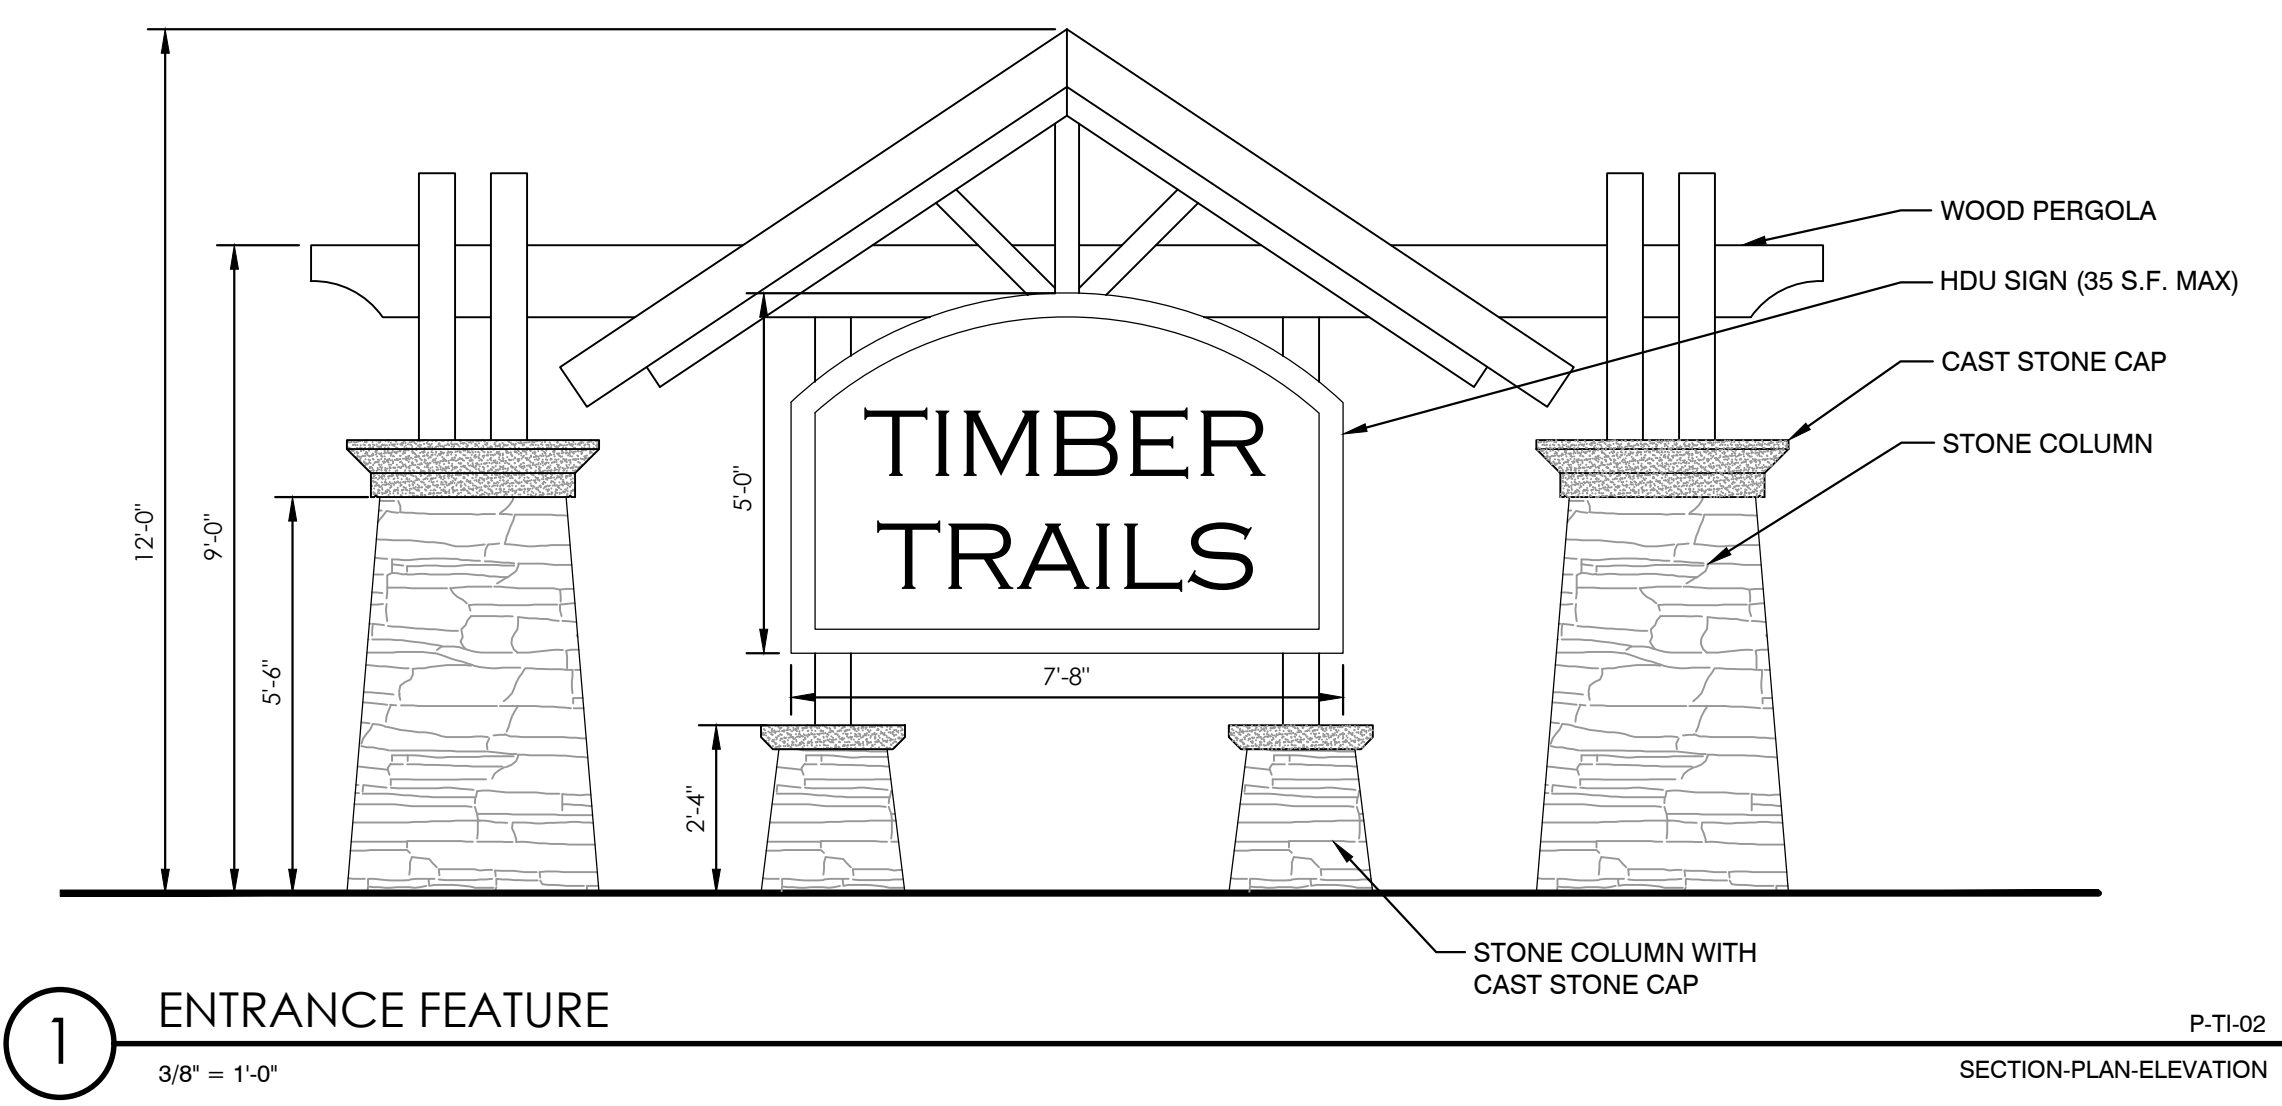 WOOD PERGOLA
HDU SIGN (35 S.F. MAX)
CAST STONE CAP
STONE COLUMN
12'-0"
9'-0"
5'-6"
5'-0"
TIMBER
TRAILS
7'-8"
2'-4"
STONE COLUMN WITH
CAST STONE CAP
1
ENTRANCE FEATURE
3/8" = 1'-0"
P-TI-02
SECTION-PLAN-ELEVATION